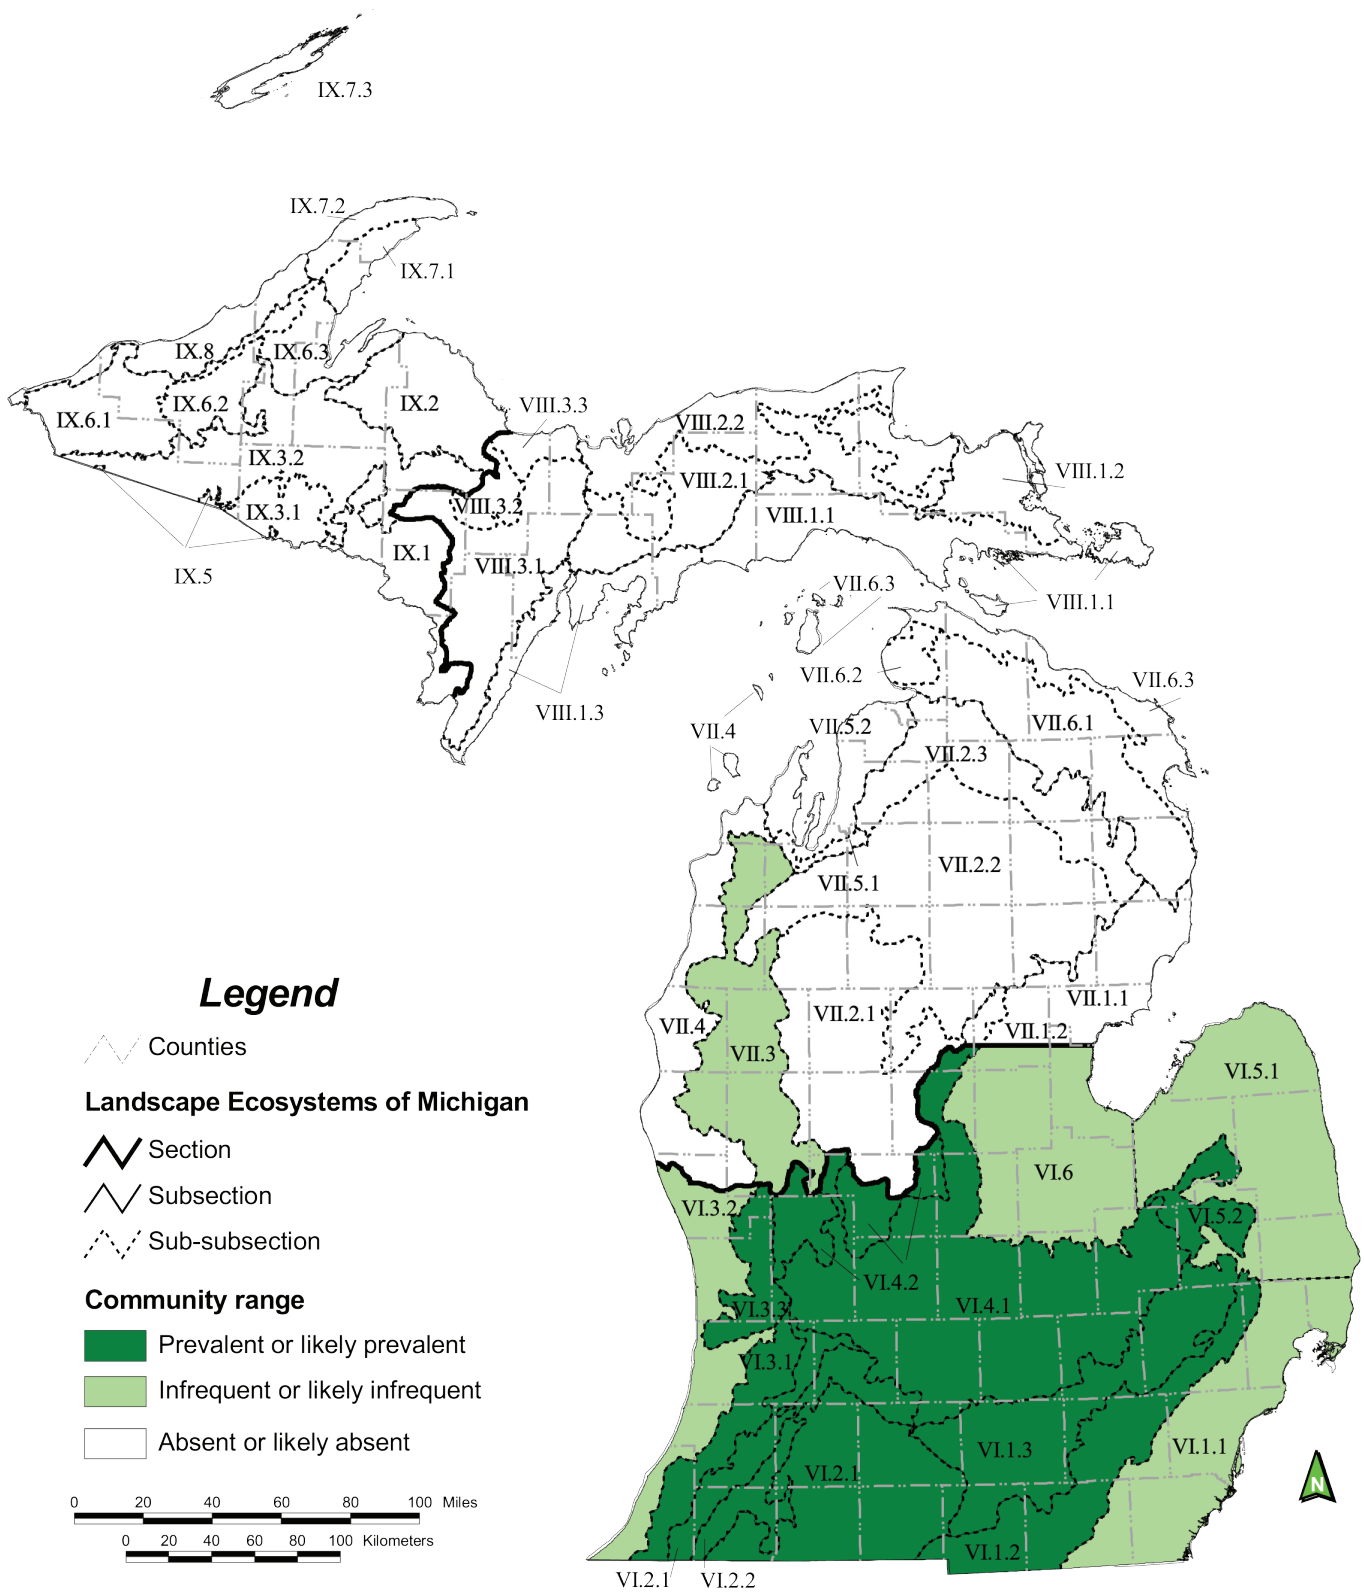 IX.7.3
IX.7.2
IX.7.1
IX.8
IX.6.3
IX.6.1
IX.6.2
IX.2
VIII.3.3
VIII.2.2
IX.3.2
VIII.2.1
VIII.1.2
IX.3.1
VIII.3.2
VIII.1.1
IX.1
VIII.3.1
IX.5
VII.6.3
VIII.1.1
VII.6.2
VII.6.3
VIII.1.3
VII.4
VII.5.2
VII.6.1
VII.2.3
VII.5.1
VII.2.2
VII.4
VII.2.1
VII.1.1
VII.1.2
VII.3
VI.5.1
VI.6
VI.3.2
VI.5.2
VI.4.2
VI.3.3
VI.4.1
VI.3.1
VI.1.3
VI.1.1
VI.2.1
VI.1.2
VI.2.1
VI.2.2
Legend
Counties
Landscape Ecosystems of Michigan
Section
Subsection
Sub-subsection
Community range
Prevalent or likely prevalent
Infrequent or likely infrequent
Absent or likely absent
0 20 40 60 80 100 Miles
0 20 40 60 80 100 Kilometers
N